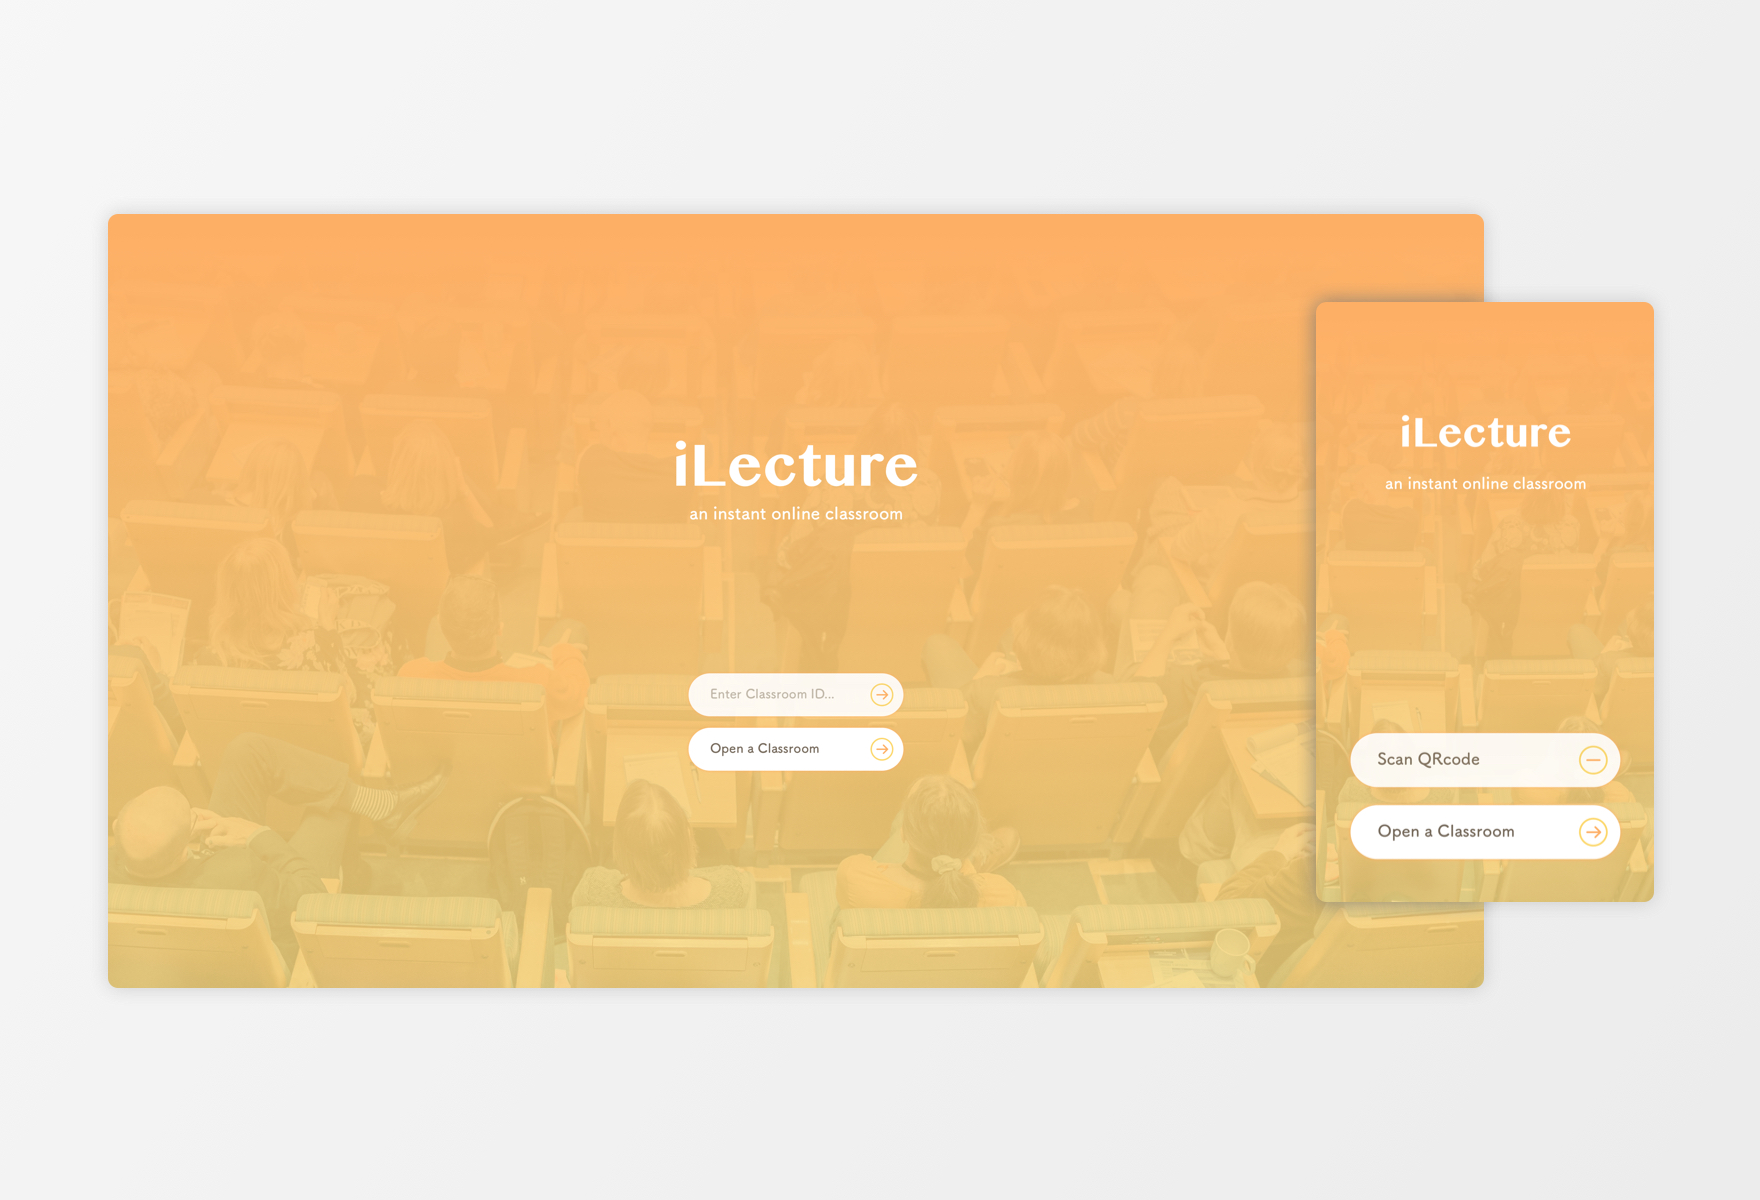 iLecture
an instant online classroom
Enter Classroom ID...
Open a Classroom
iLecture
an instant online classroom
Scan QRcode
Open a Classroom